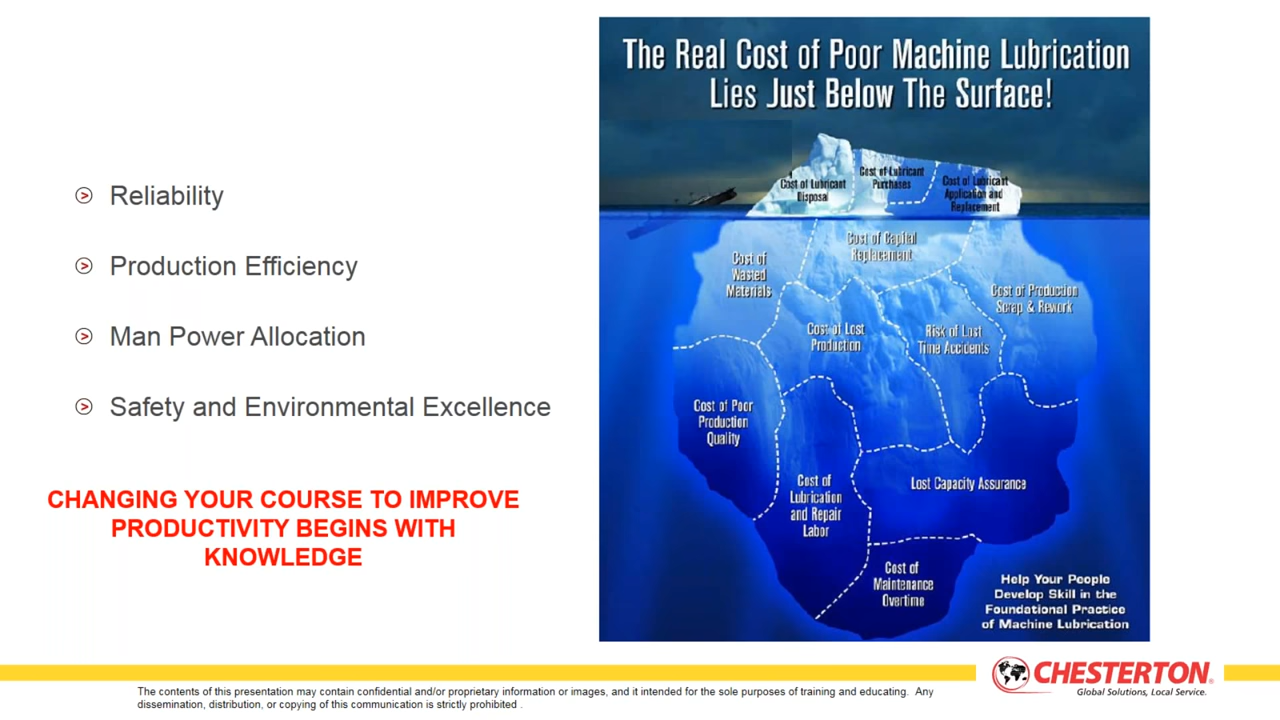 The Real Cost of Poor Machine Lubrication
Lies Just Below The Surface!
Reliability
Production Efficiency
Man Power Allocation
Safety and Environmental Excellence
CHANGING YOUR COURSE TO IMPROVE
PRODUCTIVITY BEGINS WITH
KNOWLEDGE
Cost of Lubricant
Disposal
Cost of Lubricant
Purchases
Cost of Lubricant
Application and
Replacement
Cost of
Wasted
Materials
Cost of Capital
Replacement
Cost of Production
Scrap & Rework
Cost of Lost
Production
Risk of Lost
Time Accidents
Cost of Poor
Production
Quality
Cost of
Lubrication
and Repair
Labor
Lost Capacity Assurance
Cost of
Maintenance
Overtime
Help Your People
Develop Skill in the
Foundational Practice
of Machine Lubrication
CHESTERTON®
Global Solutions, Local Service.
The contents of this presentation may contain confidential and/or proprietary information or images, and it intended for the sole purposes of training and educating. Any
dissemination, distribution, or copying of this communication is strictly prohibited .